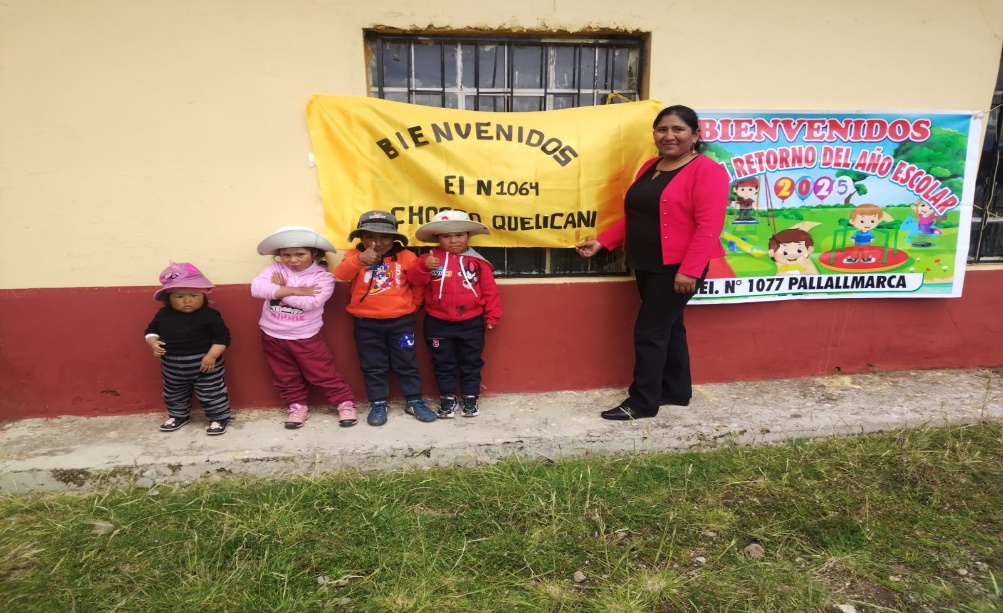 BIENVENIDOS
EI N 1064
QUELICANI
BIENVENIDOS
RETORNO DEL AÑO ESCOLAR
2025
EI. N° 1077 PALLALLMARCA